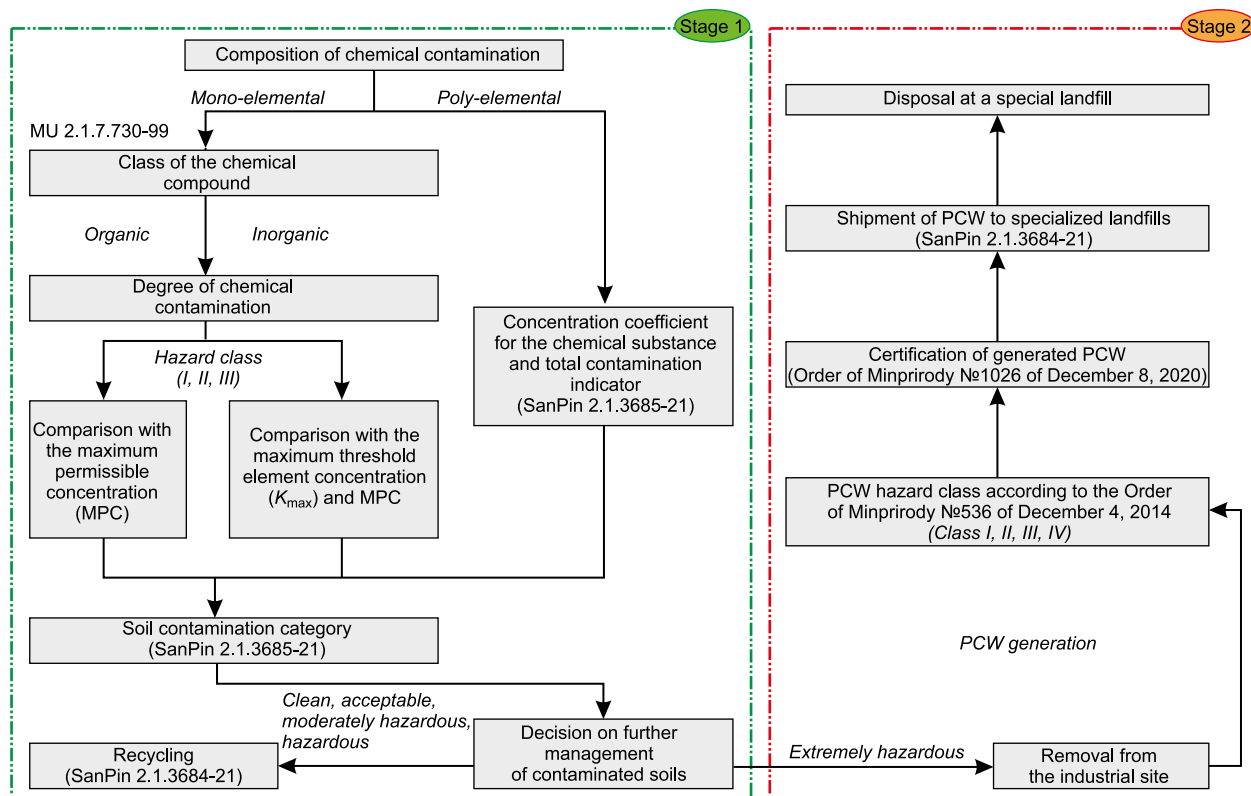 Stage 1
Composition of chemical contamination
Mono-elemental
Poly-elemental
MU 2.1.7.730-99
Class of the chemical
compound
Organic
Inorganic
Degree of chemical
contamination
Hazard class
(I, II, III)
Comparison with
the maximum
permissible
concentration
(MPC)
Comparison with the
maximum threshold
element concentration
(Kmax) and MPC
Concentration coefficient
for the chemical substance
and total contamination
indicator
(SanPin 2.1.3685-21)
Soil contamination category
(SanPin 2.1.3685-21)
Clean, acceptable,
moderately hazardous,
hazardous
Decision on further
management
of contaminated soils
Recycling
(SanPin 2.1.3684-21)
Stage 2
Disposal at a special landfill
Shipment of PCW to specialized landfills
(SanPin 2.1.3684-21)
Certification of generated PCW
(Order of Minprirody №1026 of December 8, 2020)
PCW hazard class according to the Order
of Minprirody №536 of December 4, 2014
(Class I, II, III, IV)
PCW generation
Extremely hazardous
Removal from
the industrial site